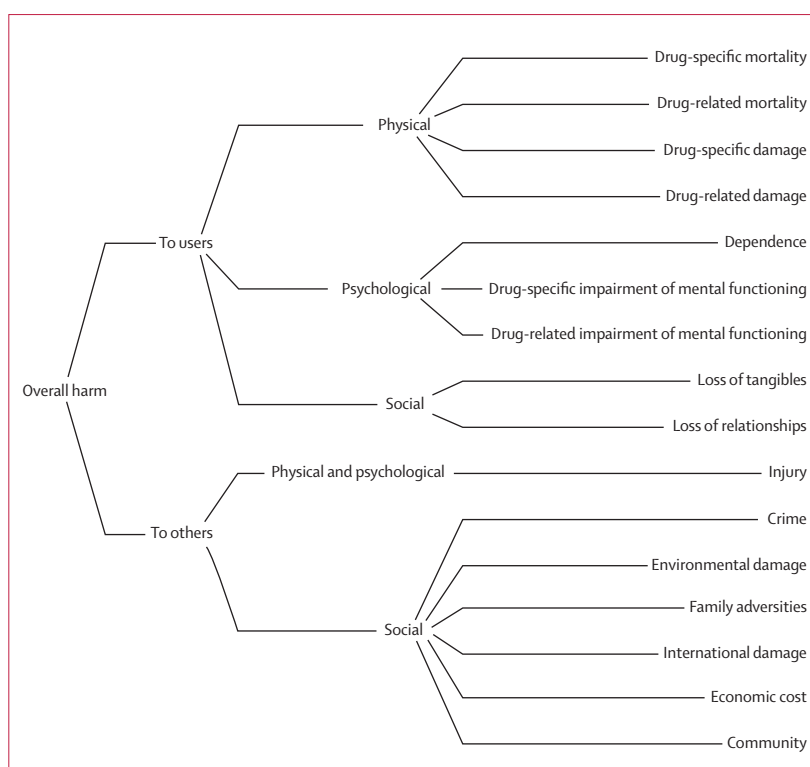 Drug-specific mortality
Drug-related mortality
Physical
Drug-specific damage
Drug-related damage
To users
Dependence
Psychological
Drug-specific impairment of mental functioning
Drug-related impairment of mental functioning
Overall harm
Loss of tangibles
Social
Loss of relationships
Physical and psychological
Injury
To others
Crime
Environmental damage
Family adversities
Social
International damage
Economic cost
Community